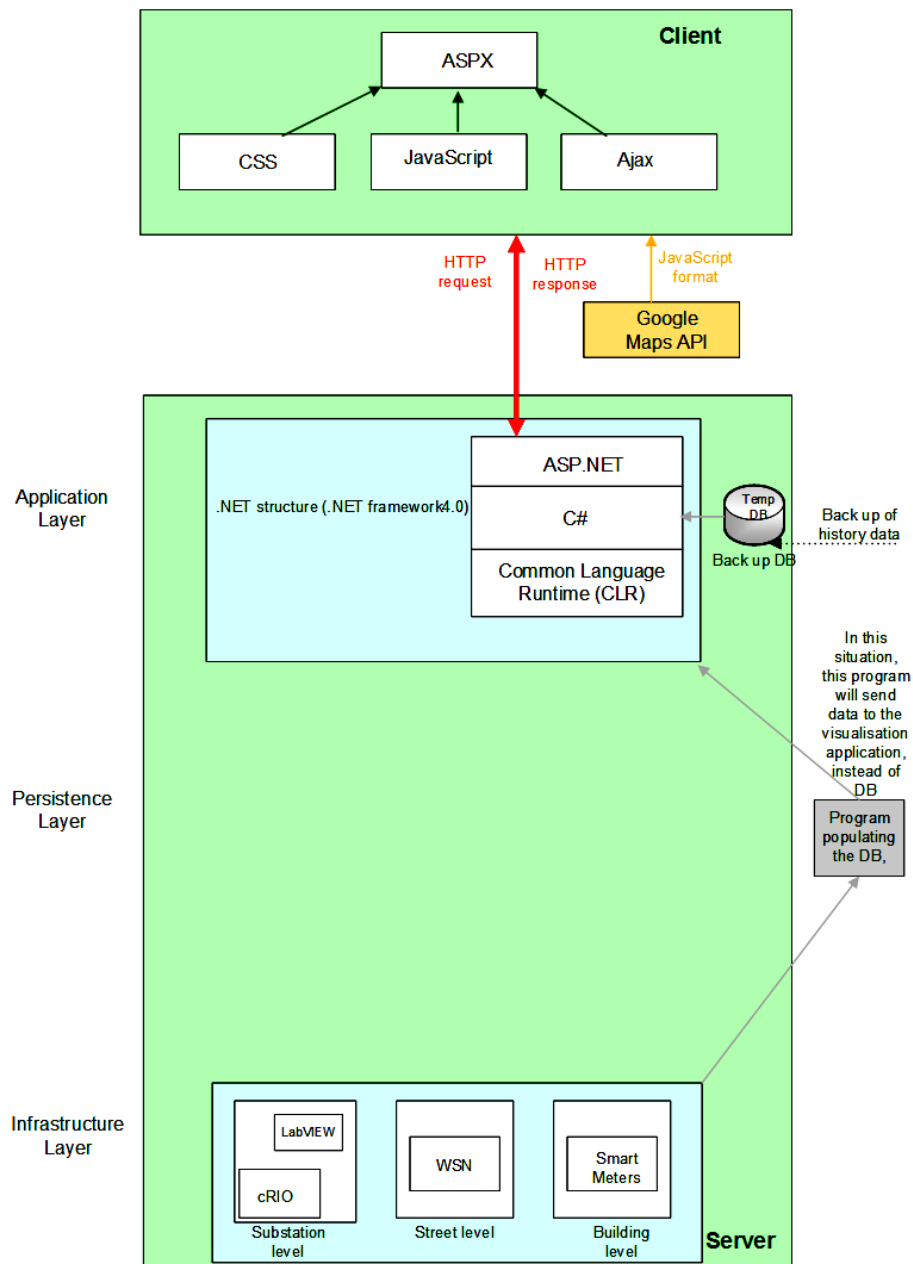 Client
ASPX
CSS
JavaScript
Ajax
HTTP
request
HTTP
response
JavaScript
format
Google
Maps API
Application
Layer
.NET structure (.NET framework4.0)
ASP.NET
C#
Common Language
Runtime (CLR)
Temp
DB
Back up DB
Back up of
history data
In this
situation,
this program
will send
data to the
visualisation
application,
instead of
DB
Persistence
Layer
Program
populating
the DB,
Infrastructure
Layer
LabVIEW
cRIO
Substation
level
WSN
Street level
Smart
Meters
Building
level
Server